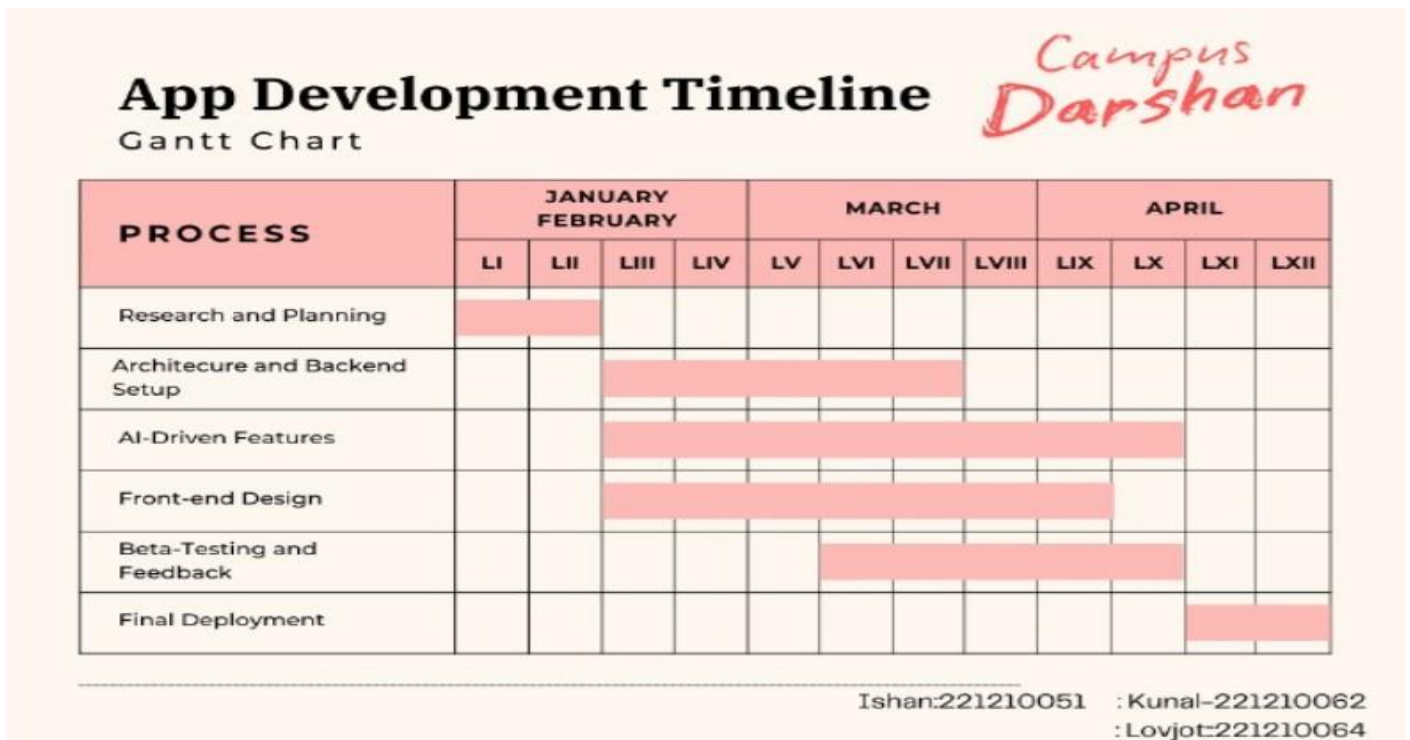 App Development Timeline
Gantt Chart
Campus
Darshan
PROCESS
JANUARY
FEBRUARY
MARCH
APRIL
LI LII LIII LIV LV LVI LVII LVIII LIX LX LXI LXII
Research and Planning
Architecure and Backend
Setup
AI-Driven Features
Front-end Design
Beta-Testing and
Feedback
Final Deployment
Ishan:221210051 :Kunal-221210062
:Lovjot:221210064